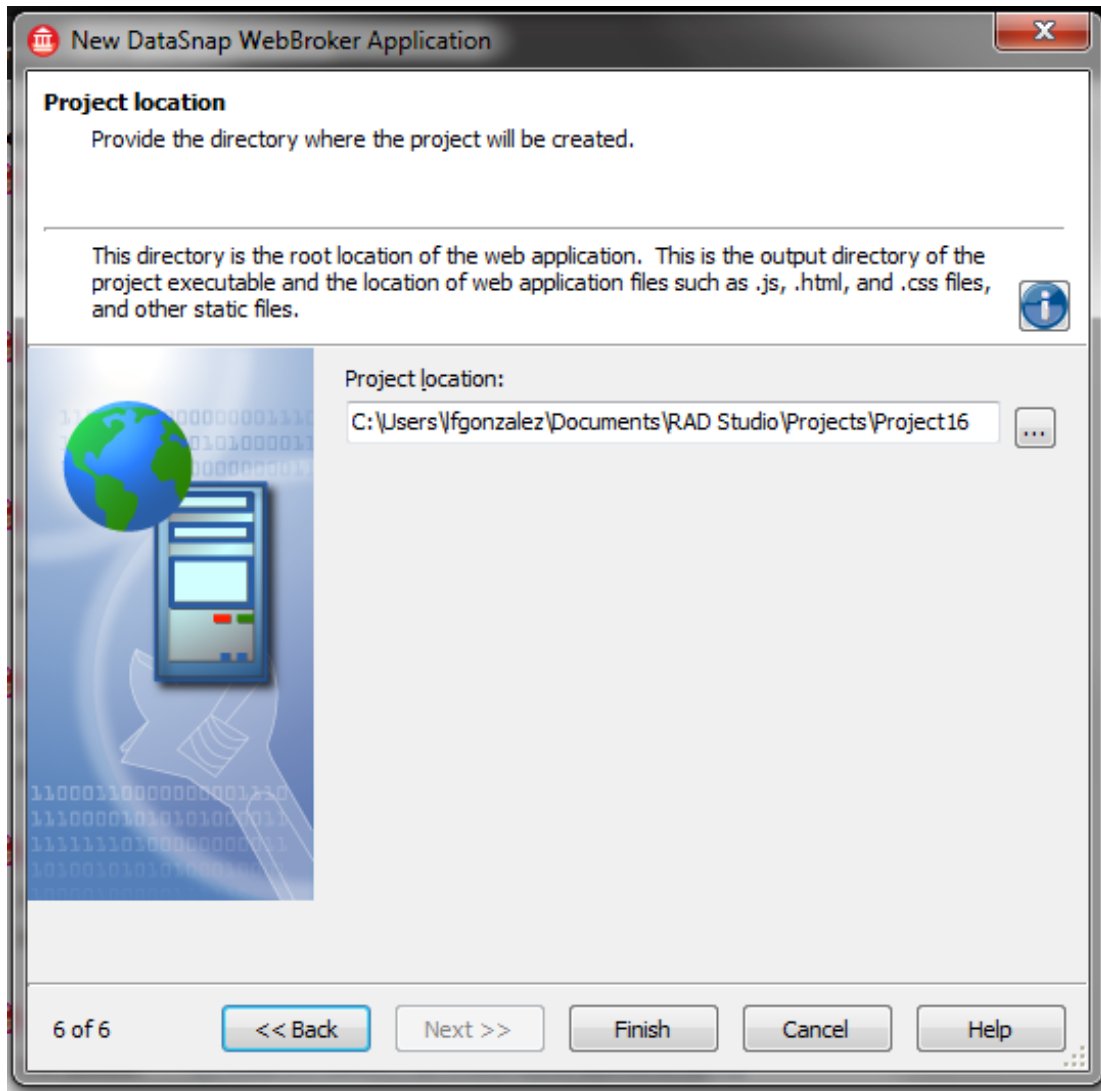 New DataSnap WebBroker Application
Project location
Provide the directory where the project will be created.
This directory is the root location of the web application.  This is the output directory of the
project executable and the location of web application files such as .js, .html, and .css files,
and other static files.
Project location:
C:\Users\lfgonzalez\Documents\RAD Studio\Projects\Project16
...
6 of 6
<< Back
Next >>
Finish
Cancel
Help